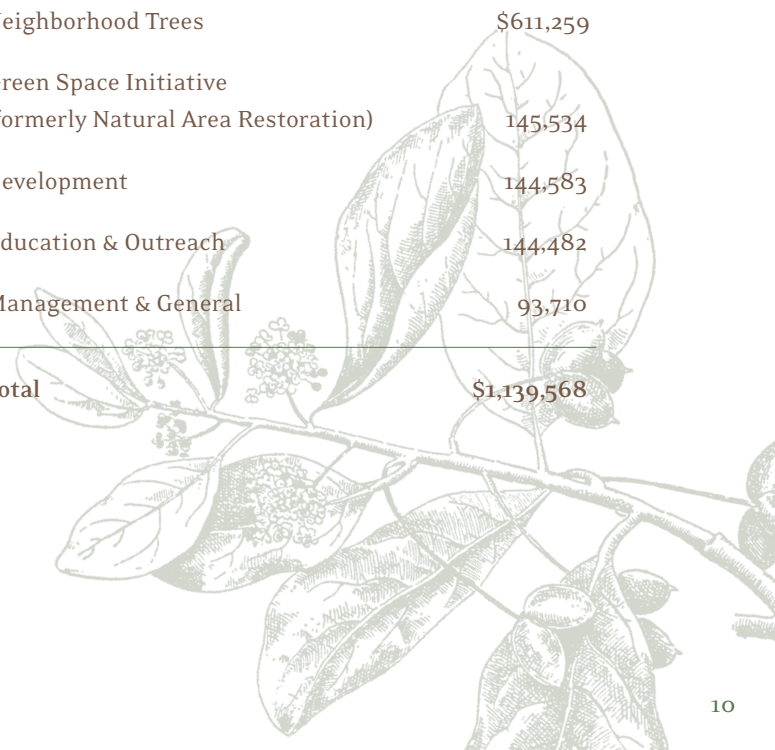 eighborhood Trees $611,259
reen Space Initiative
formerly Natural Area Restoration) 145,534
evelopment 144,583
ducation & Outreach 144,482
Management & General 93,710
otal $1,139,568
10